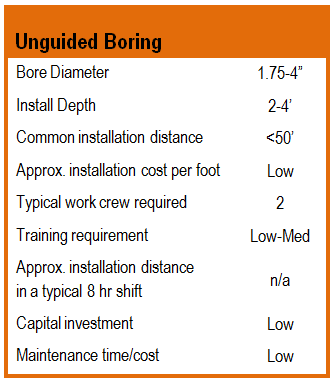 Unguided Boring
Bore Diameter 1.75-4”
Install Depth 2-4’
Common installation distance <50’
Approx. installation cost per foot Low
Typical work crew required 2
Training requirement Low-Med
Approx. installation distance
in a typical 8 hr shift n/a
Capital investment Low
Maintenance time/cost Low